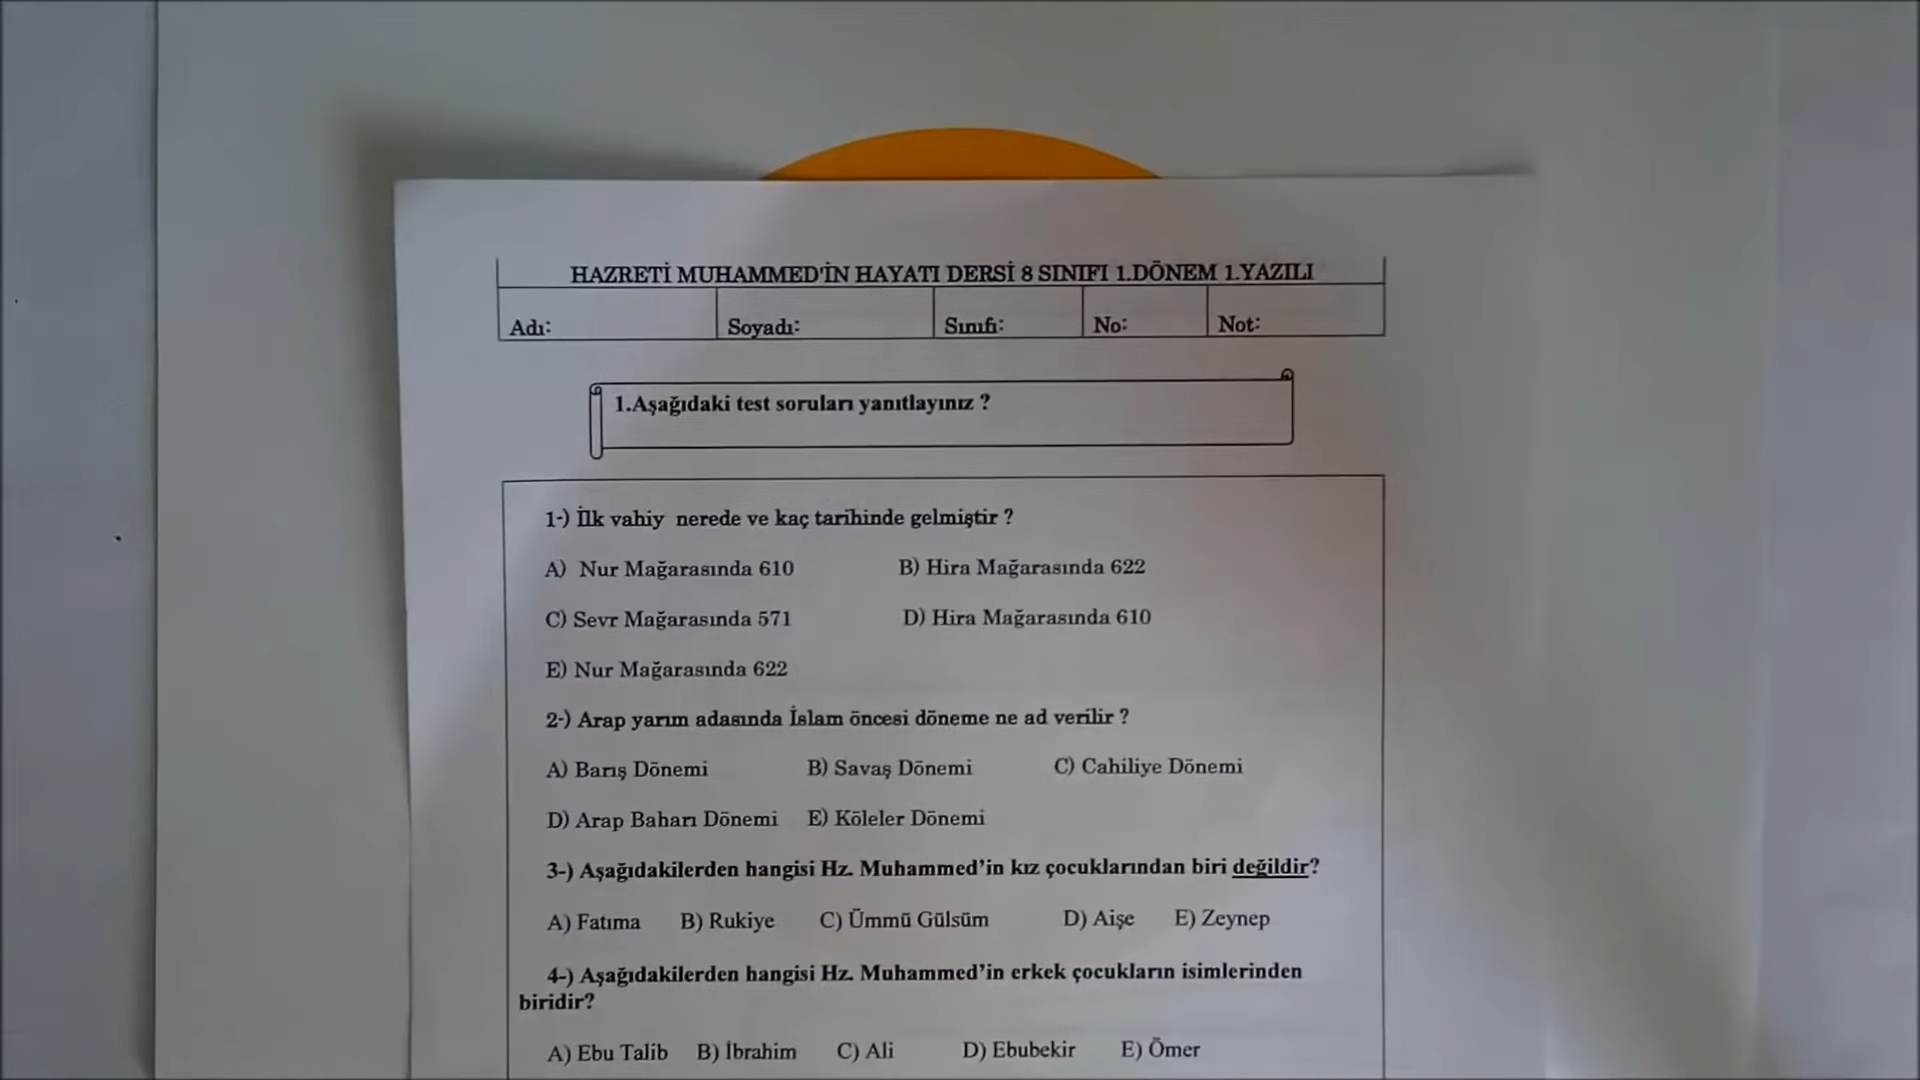 HAZRETİ MUHAMMED'İN HAYATI DERSİ 8 SINIFI 1.DÖNEM 1.YAZILI
Adı: Soyadı: Sınıfı: No: Not:
1.Aşağıdaki test soruları yanıtlayınız ?
1-) İlk vahiy nerede ve kaç tarihinde gelmiştir ?
A) Nur Mağarasında 610 B) Hira Mağarasında 622
C) Sevr Mağarasında 571 D) Hira Mağarasında 610
E) Nur Mağarasında 622
2-) Arap yarım adasında İslam öncesi döneme ne ad verilir ?
A) Barış Dönemi B) Savaş Dönemi C) Cahiliye Dönemi
D) Arap Baharı Dönemi E) Köleler Dönemi
3-) Aşağıdakilerden hangisi Hz. Muhammed'in kız çocuklarından biri değildir?
A) Fatıma B) Rukiye C) Ümmü Gülsüm D) Aişe E) Zeynep
4-) Aşağıdakilerden hangisi Hz. Muhammed'in erkek çocukların isimlerinden
biridir?
A) Ebu Talib B) İbrahim C) Ali D) Ebubekir E) Ömer